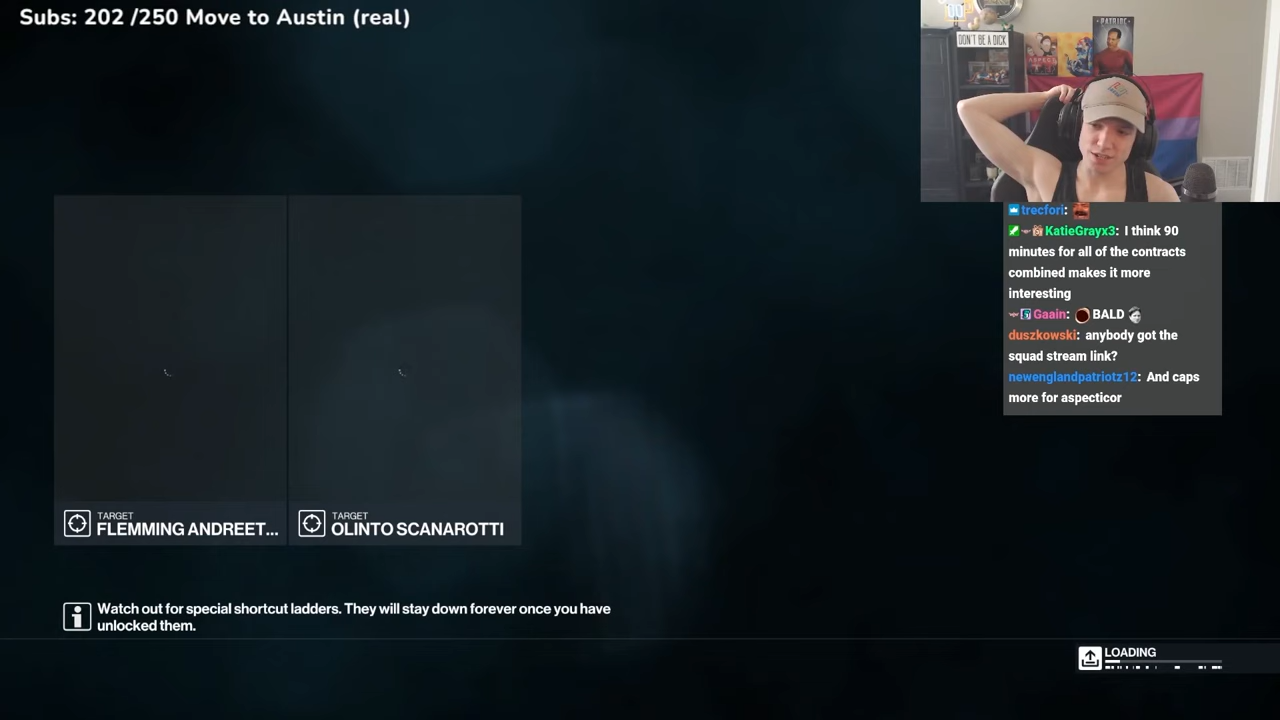 Subs: 202 /250 Move to Austin (real)
DON'T BE A DICK
PATRICE
trecfori:
KatieGrayx3: I think 90
minutes for all of the contracts
combined makes it more
interesting
Gaain: BALD
duszkowski: anybody got the
squad stream link?
newenglandpatriotz12: And caps
more for aspecticor
TARGET
FLEMMING ANDREET...
TARGET
OLINTO SCANAROTTI
Watch out for special shortcut ladders. They will stay down forever once you have
unlocked them.
LOADING